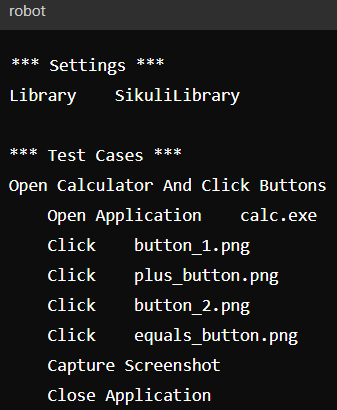 robot
*** Settings ***
Library    SikuliLibrary
*** Test Cases ***
Open Calculator And Click Buttons
    Open Application    calc.exe
    Click    button_1.png
    Click    plus_button.png
    Click    button_2.png
    Click    equals_button.png
    Capture Screenshot
    Close Application